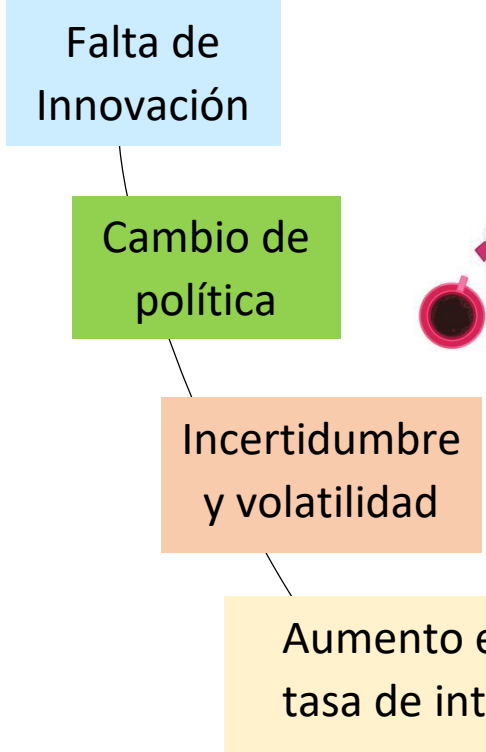 Falta de
Innovación
Cambio de
política
Incertidumbre
y volatilidad
Aumento
tasa de